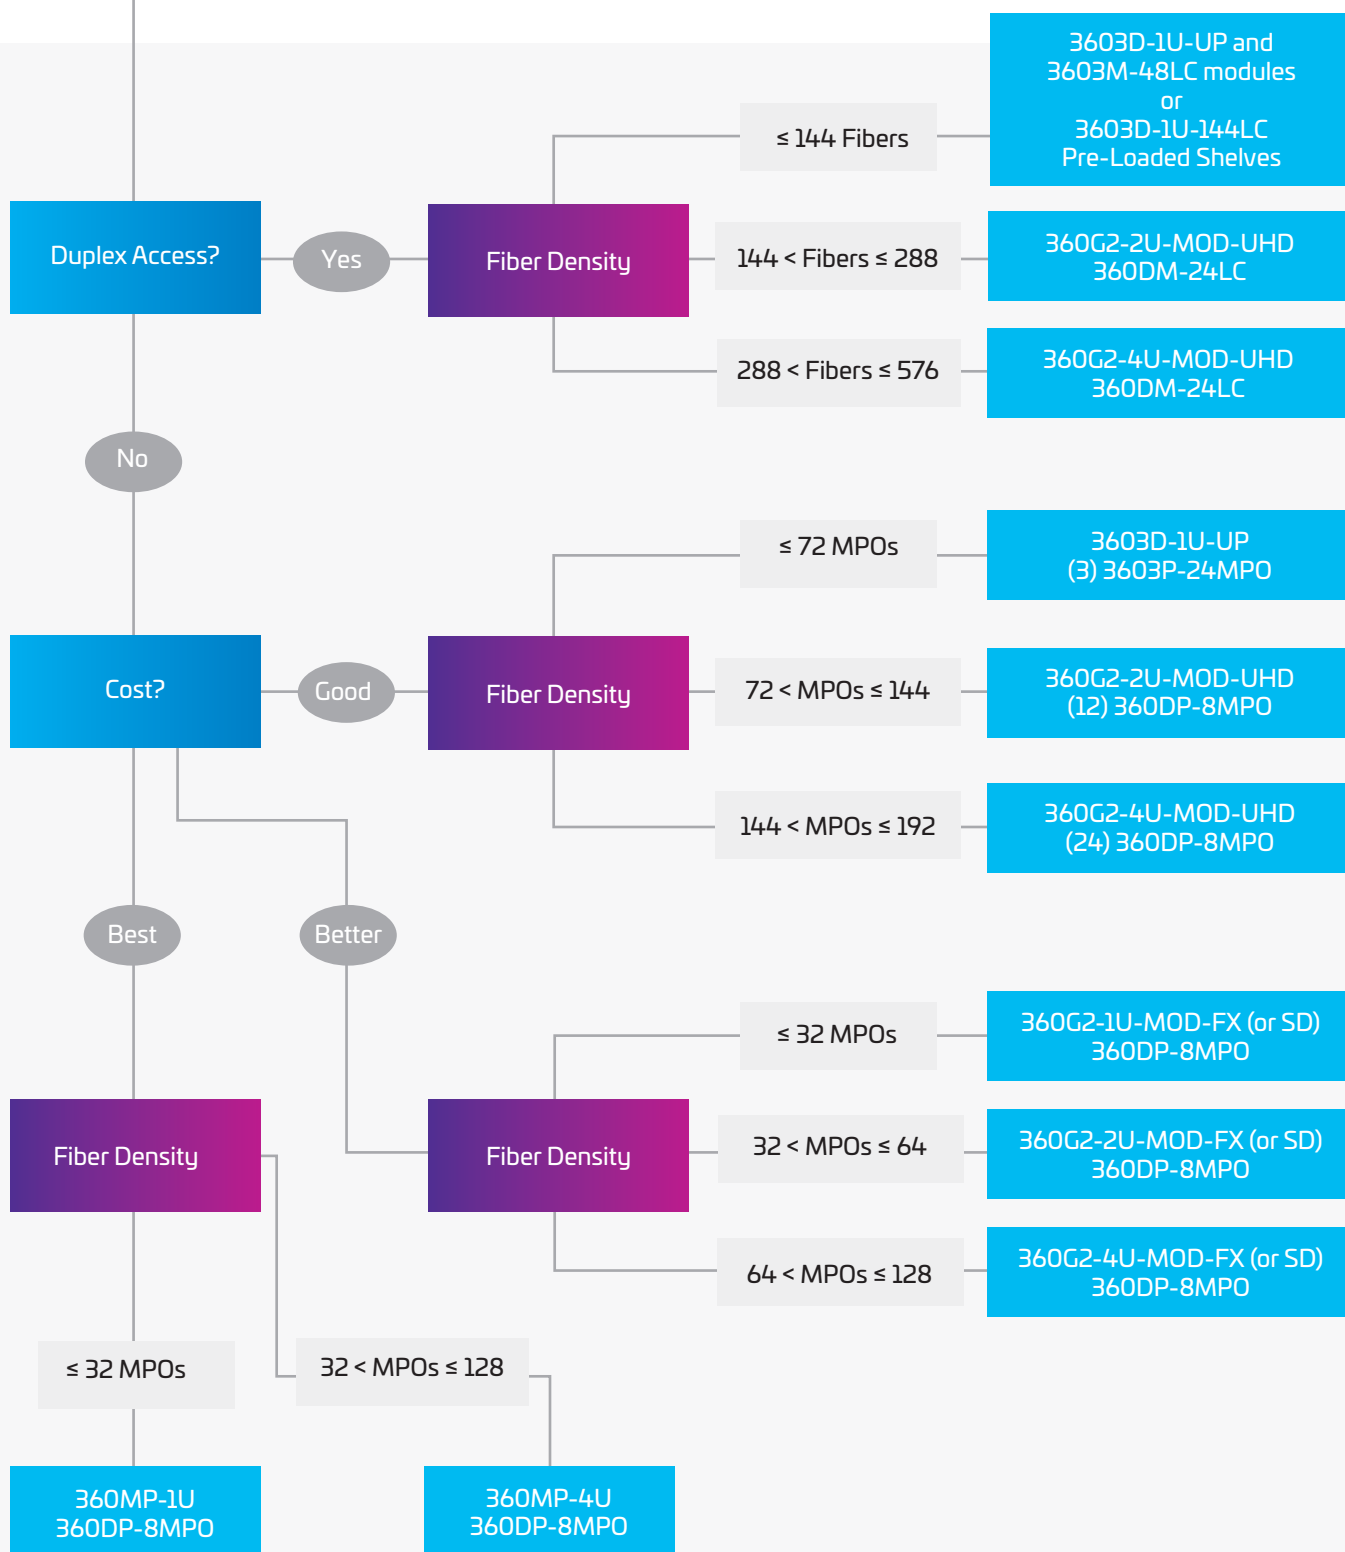 3603D-1U-UP and
3603M-48LC modules
or
3603D-1U-144LC
Pre-Loaded Shelves
≤ 144 Fibers
Duplex Access?
Yes
Fiber Density
144 < Fibers ≤ 288
360G2-2U-MOD-UHD
360DM-24LC
288 < Fibers ≤ 576
360G2-4U-MOD-UHD
360DM-24LC
No
≤ 72 MPOs
3603D-1U-UP
(3) 3603P-24MPO
Cost?
Good
Fiber Density
72 < MPOs ≤ 144
360G2-2U-MOD-UHD
(12) 360DP-8MPO
144 < MPOs ≤ 192
360G2-4U-MOD-UHD
(24) 360DP-8MPO
Best
Better
≤ 32 MPOs
360G2-1U-MOD-FX (or SD)
360DP-8MPO
Fiber Density
Fiber Density
32 < MPOs ≤ 64
360G2-2U-MOD-FX (or SD)
360DP-8MPO
64 < MPOs ≤ 128
360G2-4U-MOD-FX (or SD)
360DP-8MPO
≤ 32 MPOs
32 < MPOs ≤ 128
360MP-1U
360DP-8MPO
360MP-4U
360DP-8MPO